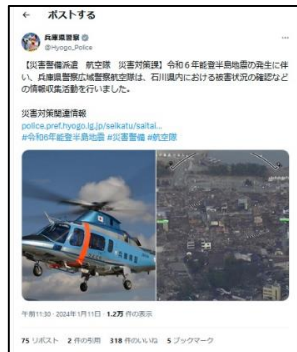 ← ポストする
兵庫県警察
@Hyogo_Police
【災害警備派遣　航空隊　災害対策課】令和６年能登半島地震の発生に伴
い、兵庫県警察広域警察航空隊は、石川県内における被害状況の確認など
の情報収集活動を行いました。
災害対策関連情報
police.pref.hyogo.lg.jp/seikatu/saitai...
#令和6年能登半島地震 #災害警備 #航空隊
午前11:30 · 2024年1月11日 · 1.2万 件の表示
75 リポスト　2 件の引用　318 件のいいね　5 ブックマーク